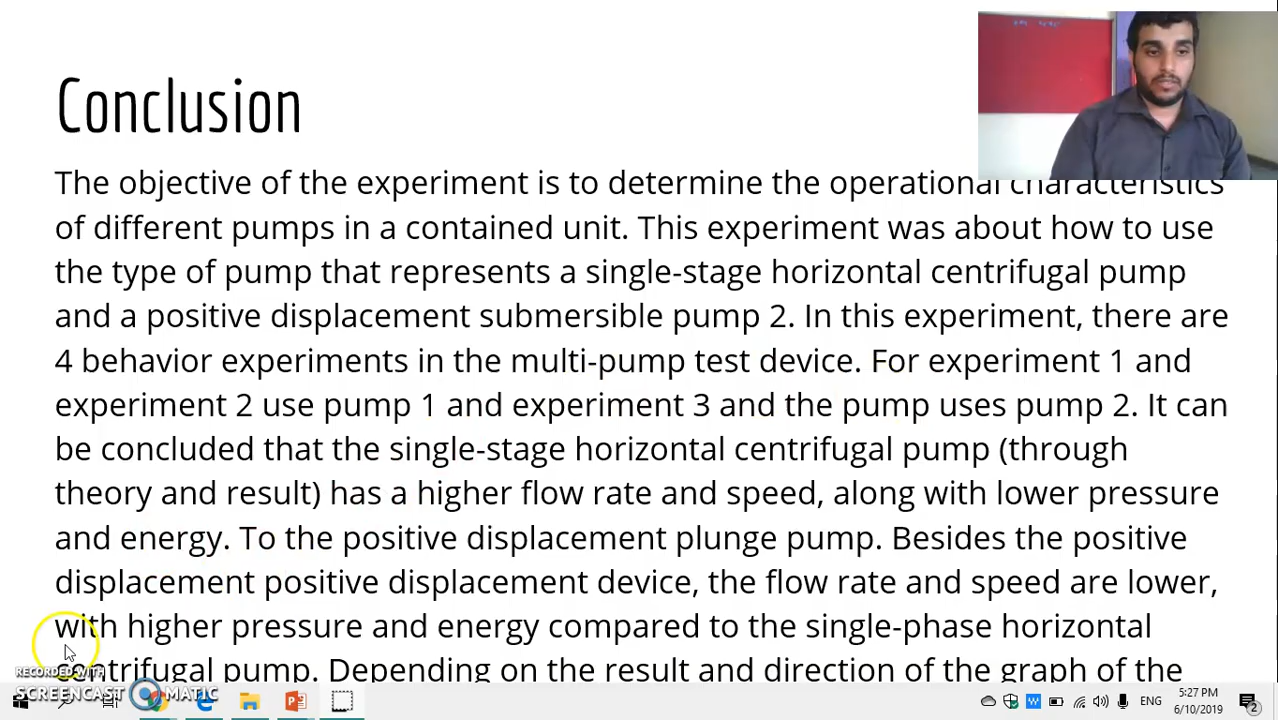 Conclusion
The objective of the experiment is to determine the operational characteristics
of different pumps in a contained unit. This experiment was about how to use
the type of pump that represents a single-stage horizontal centrifugal pump
and a positive displacement submersible pump 2. In this experiment, there are
4 behavior experiments in the multi-pump test device. For experiment 1 and
experiment 2 use pump 1 and experiment 3 and the pump uses pump 2. It can
be concluded that the single-stage horizontal centrifugal pump (through
theory and result) has a higher flow rate and speed, along with lower pressure
and energy. To the positive displacement plunge pump. Besides the positive
displacement positive displacement device, the flow rate and speed are lower,
with higher pressure and energy compared to the single-phase horizontal
centrifugal pump. Depending on the result and direction of the graph of the
RECORDED WITH
SCREENCAST MATIC
ENG
5:27 PM
6/10/2019
2